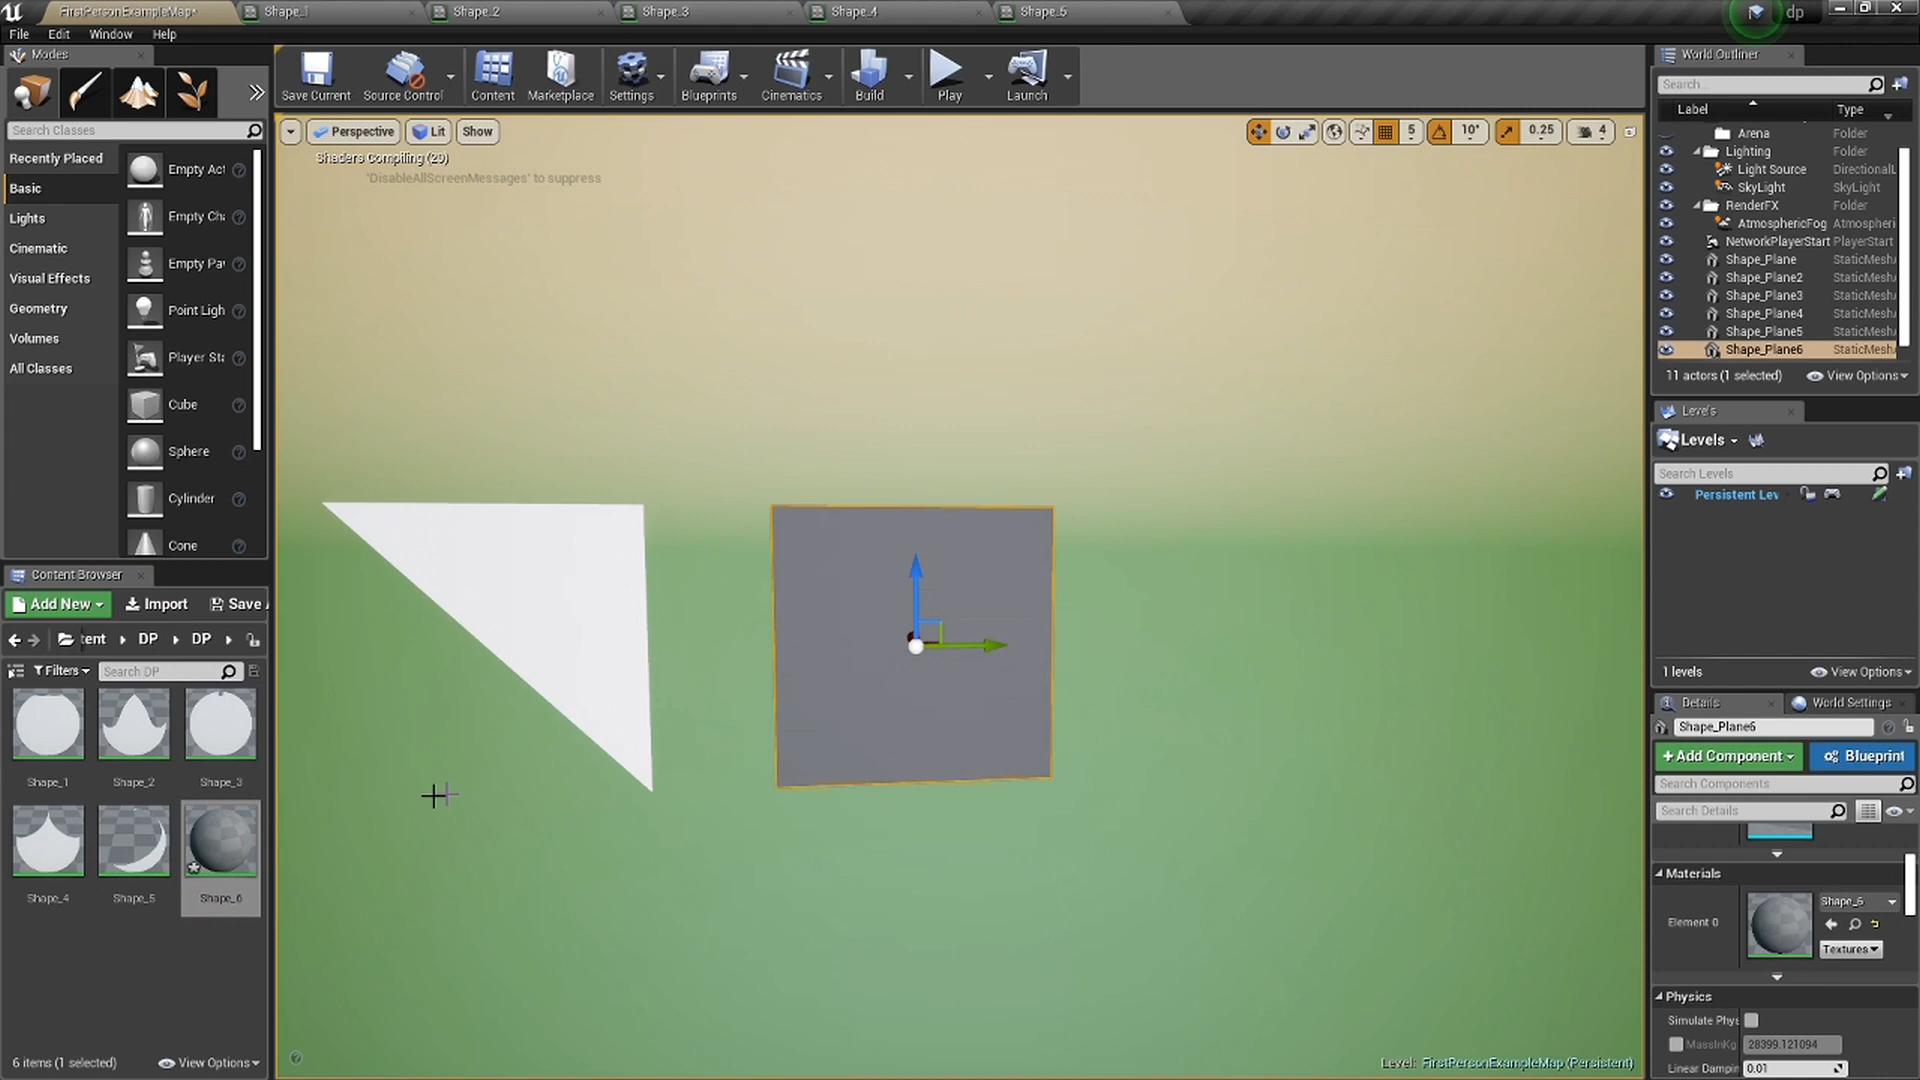 FirstPersonExampleMap*
Shape_1
Shape_2
Shape_3
Shape_4
Shape_5
dp
File Edit Window Help
Modes
Search Classes
Recently Placed
Basic
Lights
Cinematic
Visual Effects
Geometry
Volumes
All Classes
Empty Act
Empty Cha
Empty Pa
Point Ligh
Player Sta
Cube
Sphere
Cylinder
Cone
Save Current
Source Control
Content
Marketplace
Settings
Blueprints
Cinematics
Build
Play
Launch
Perspective
Lit
Show
5
10°
0.25
4
Shaders Compiling (29)
'DisableAllScreenMessages' to suppress
Level: FirstPersonExampleMap (Persistent)
Content Browser
Add New
Import
Save
tent
DP
DP
Filters
Search DP
Shape_1
Shape_2
Shape_3
Shape_4
Shape_5
Shape_6
6 items (1 selected)
View Options
World Outliner
Search...
Label Type
Arena Folder
Lighting Folder
Light Source DirectionalL
SkyLight SkyLight
RenderFX Folder
AtmosphericFog Atmospheri
NetworkPlayerStart PlayerStart
Shape_Plane StaticMesh
Shape_Plane2 StaticMesh
Shape_Plane3 StaticMesh
Shape_Plane4 StaticMesh
Shape_Plane5 StaticMesh
Shape_Plane6 StaticMesh
11 actors (1 selected)
View Options
Levels
Levels
Search Levels
Persistent Lev
1 levels
View Options
Details
World Settings
Shape_Plane6
+ Add Component
Blueprint
Search Components
Search Details
Materials
Element 0
Shape_6
Textures
Physics
Simulate Phys
MassInKg
28399.121094
Linear Dampin
0.01